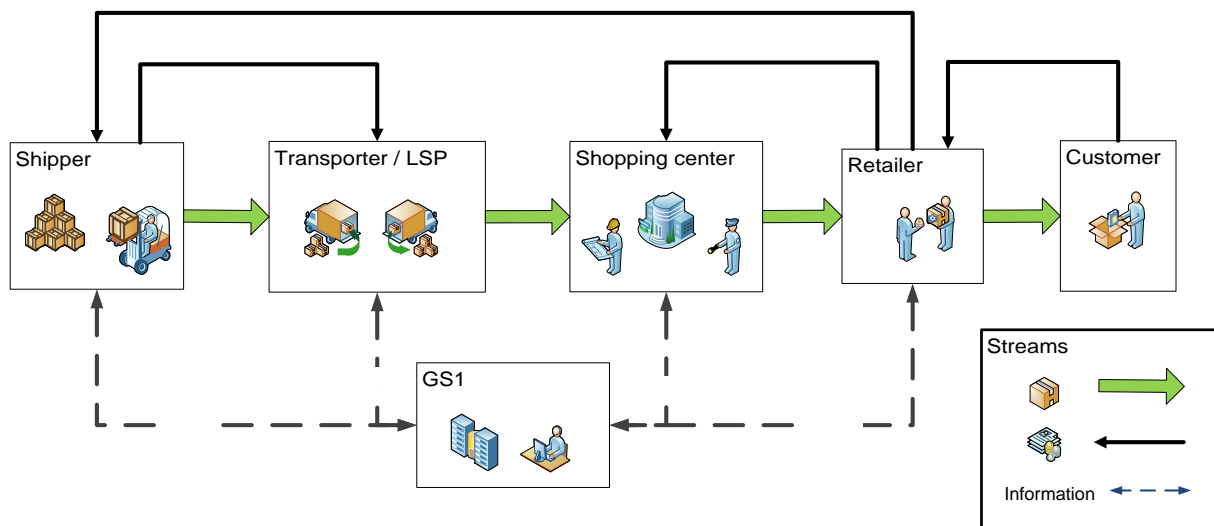 Shipper
Transporter / LSP
Shopping center
Retailer
Customer
GS1
Streams
Information